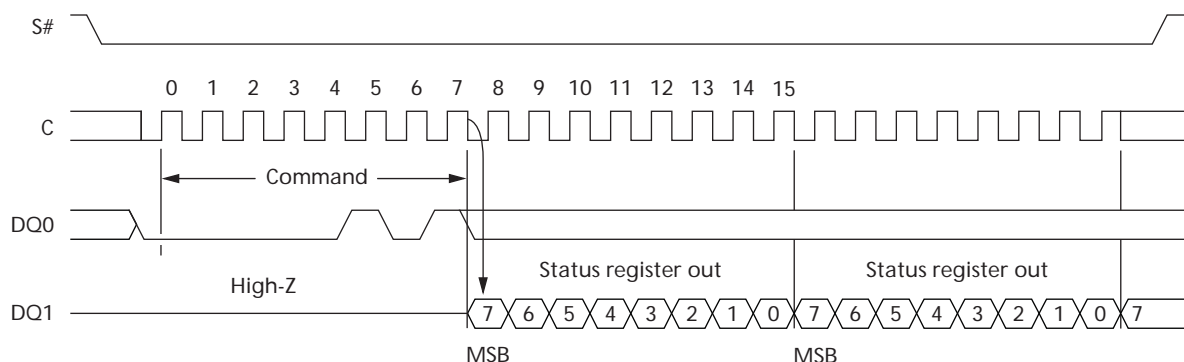 S#
0 1 2 3 4 5 6 7 8 9 10 11 12 13 14 15
C
Command
DQ0
High-Z
Status register out Status register out
DQ1
7 6 5 4 3 2 1 0 7 6 5 4 3 2 1 0 7
MSB MSB